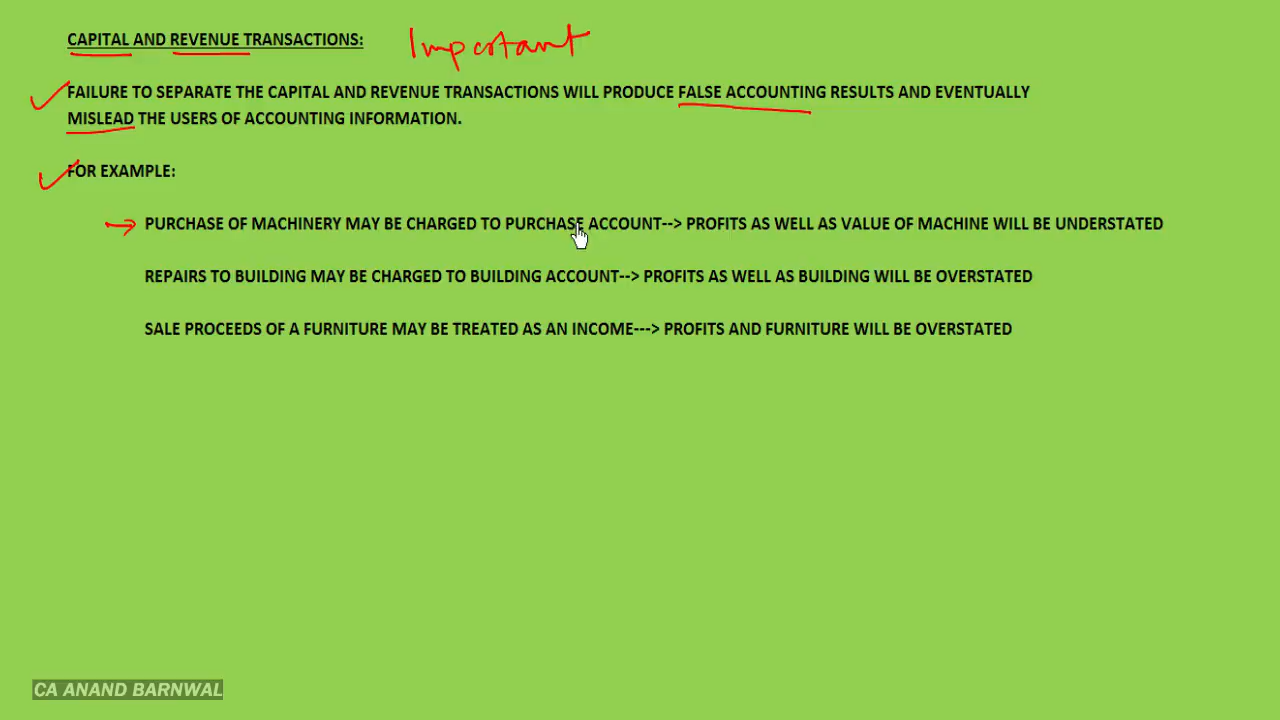 CAPITAL AND REVENUE TRANSACTIONS: Important
FAILURE TO SEPARATE THE CAPITAL AND REVENUE TRANSACTIONS WILL PRODUCE FALSE ACCOUNTING RESULTS AND EVENTUALLY
MISLEAD THE USERS OF ACCOUNTING INFORMATION.
FOR EXAMPLE:
PURCHASE OF MACHINERY MAY BE CHARGED TO PURCHASE ACCOUNT--> PROFITS AS WELL AS VALUE OF MACHINE WILL BE UNDERSTATED
REPAIRS TO BUILDING MAY BE CHARGED TO BUILDING ACCOUNT--> PROFITS AS WELL AS BUILDING WILL BE OVERSTATED
SALE PROCEEDS OF A FURNITURE MAY BE TREATED AS AN INCOME---> PROFITS AND FURNITURE WILL BE OVERSTATED
CA ANAND BARNWAL